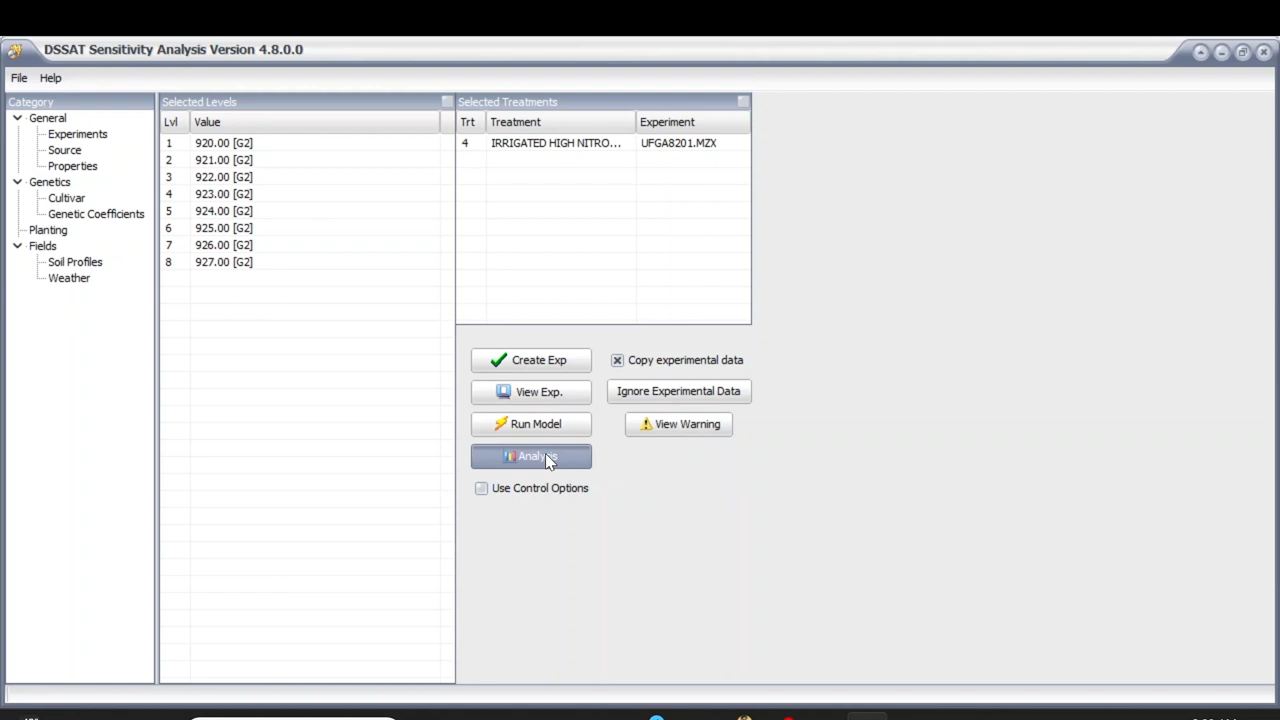 DSSAT Sensitivity Analysis Version 4.8.0.0
File Help
Category
General
Experiments
Source
Properties
Genetics
Cultivar
Genetic Coefficients
Planting
Fields
Soil Profiles
Weather
Selected Levels
Lvl Value
1 920.00 [G2]
2 921.00 [G2]
3 922.00 [G2]
4 923.00 [G2]
5 924.00 [G2]
6 925.00 [G2]
7 926.00 [G2]
8 927.00 [G2]
Selected Treatments
Trt Treatment Experiment
4 IRRIGATED HIGH NITRO... UFGA8201.MZX
Create Exp
Copy experimental data
View Exp.
Ignore Experimental Data
Run Model
View Warning
Analysis
Use Control Options